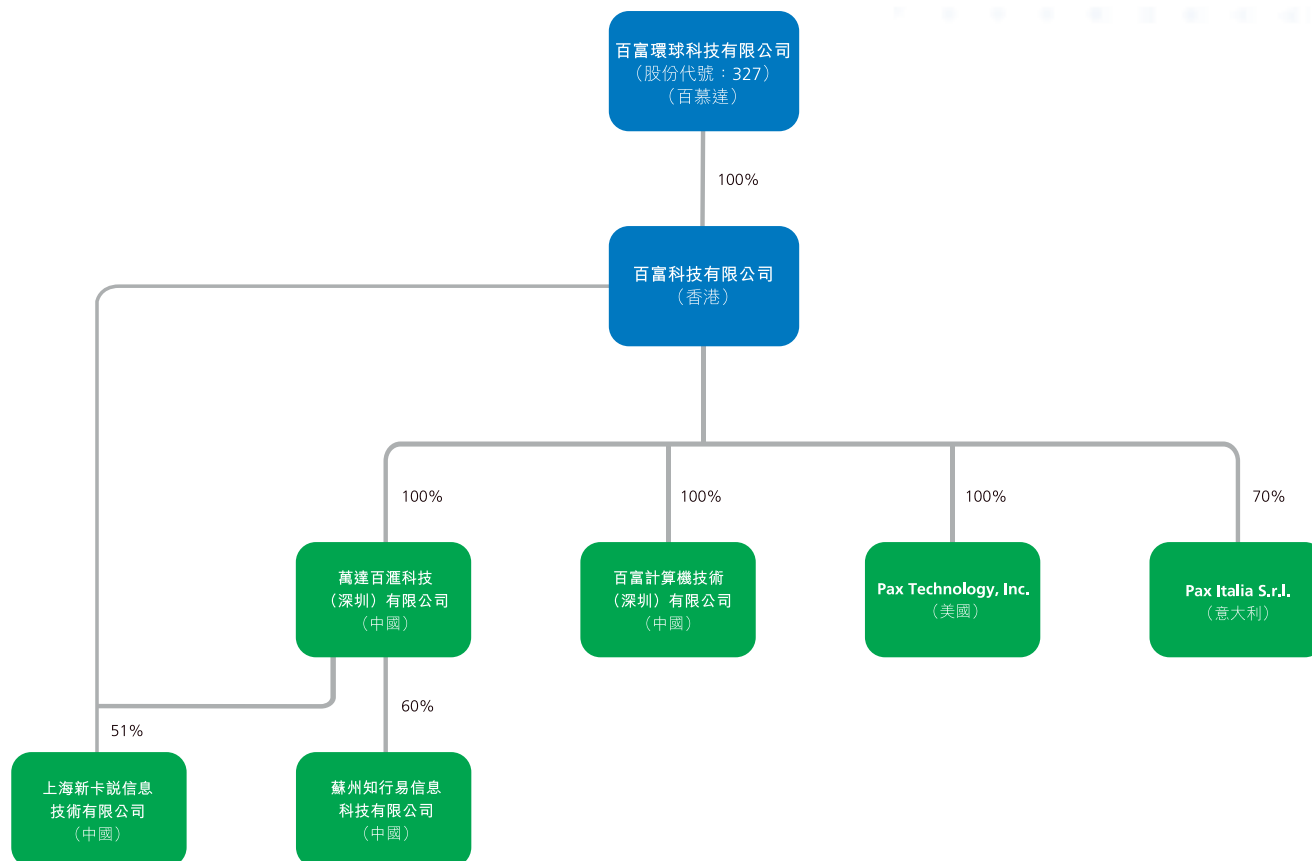 百富環球科技有限公司
（股份代號：327）
（百慕達）
100%
百富科技有限公司
（香港）
100%
100%
100%
70%
萬達百滙科技
（深圳）有限公司
（中國）
百富計算機技術
（深圳）有限公司
（中國）
Pax Technology, Inc.
（美國）
Pax Italia S.r.l.
（意大利）
51%
60%
上海新卡説信息
技術有限公司
（中國）
蘇州知行易信息
科技有限公司
（中國）